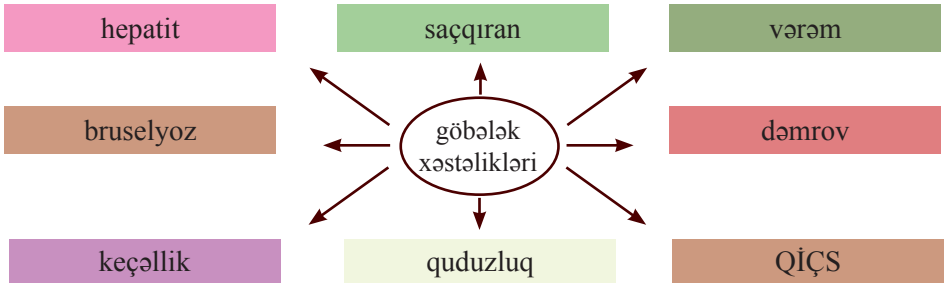 hepatit
saçqıran
vərəm
bruselyoz
göbələk
xəstəlikləri
dəmrov
keçəllik
quduzluq
QİÇS